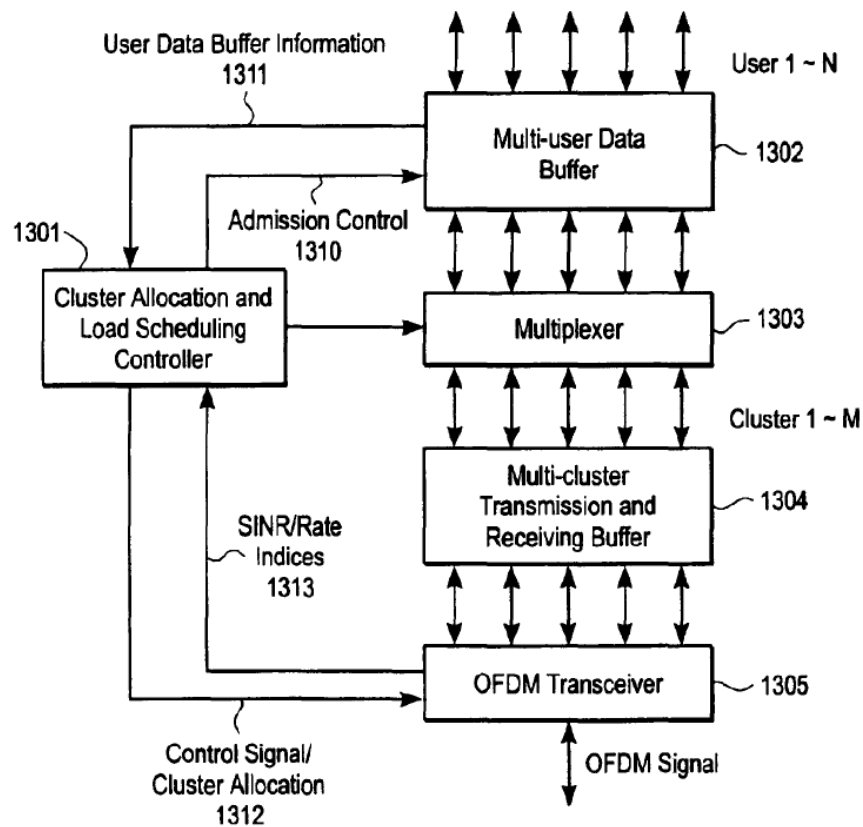 User Data Buffer Information
1311
User 1 ~ N
Multi-user Data
Buffer
1302
Admission Control
1310
1301
Cluster Allocation and
Load Scheduling
Controller
Multiplexer
1303
Cluster 1 ~ M
Multi-cluster
Transmission and
Receiving Buffer
1304
SINR/Rate
Indices
1313
OFDM Transceiver
1305
Control Signal/
Cluster Allocation
1312
OFDM Signal